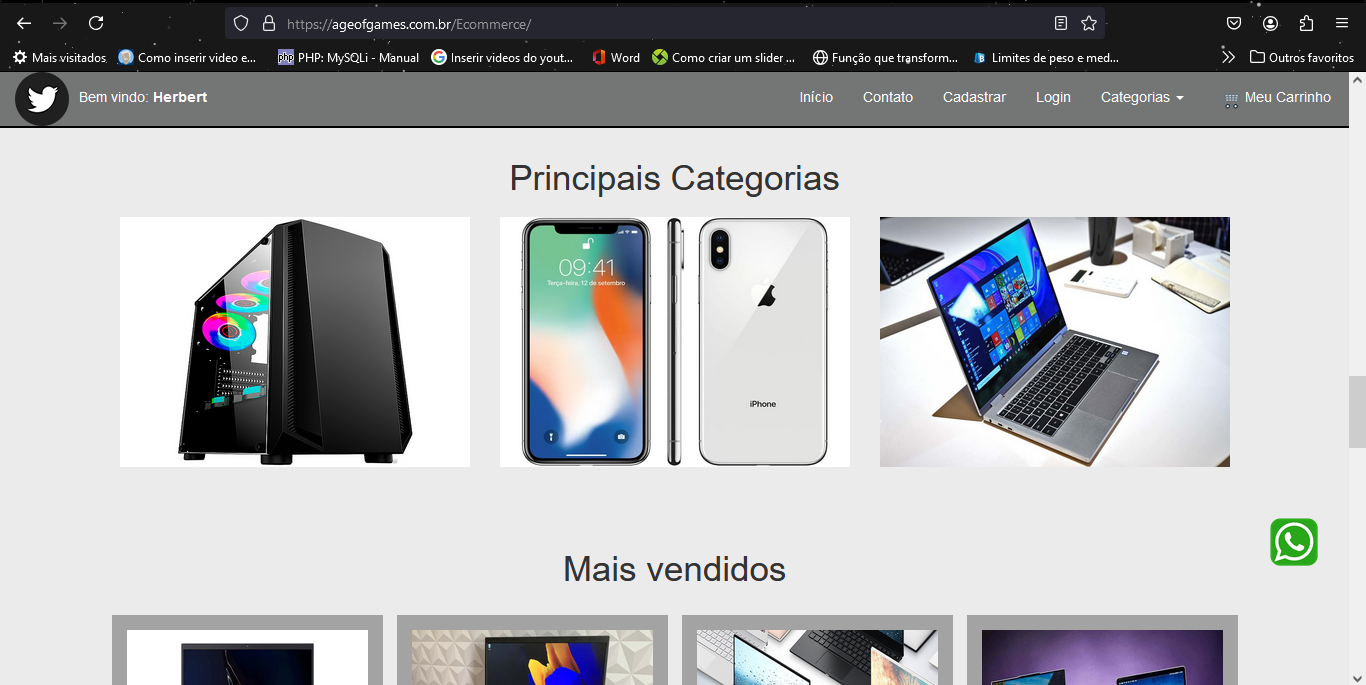 https://ageofgames.com.br/Ecommerce/
Mais visitados
Como inserir video e...
php PHP: MySQLi - Manual
Inserir videos do yout...
Word
Como criar um slider ...
Função que transform...
Limites de peso e med...
Outros favoritos
Bem vindo: Herbert
Início
Contato
Cadastrar
Login
Categorias
Meu Carrinho
Principais Categorias
09:41
Terça-feira, 12 de setembro
iPhone
Mais vendidos